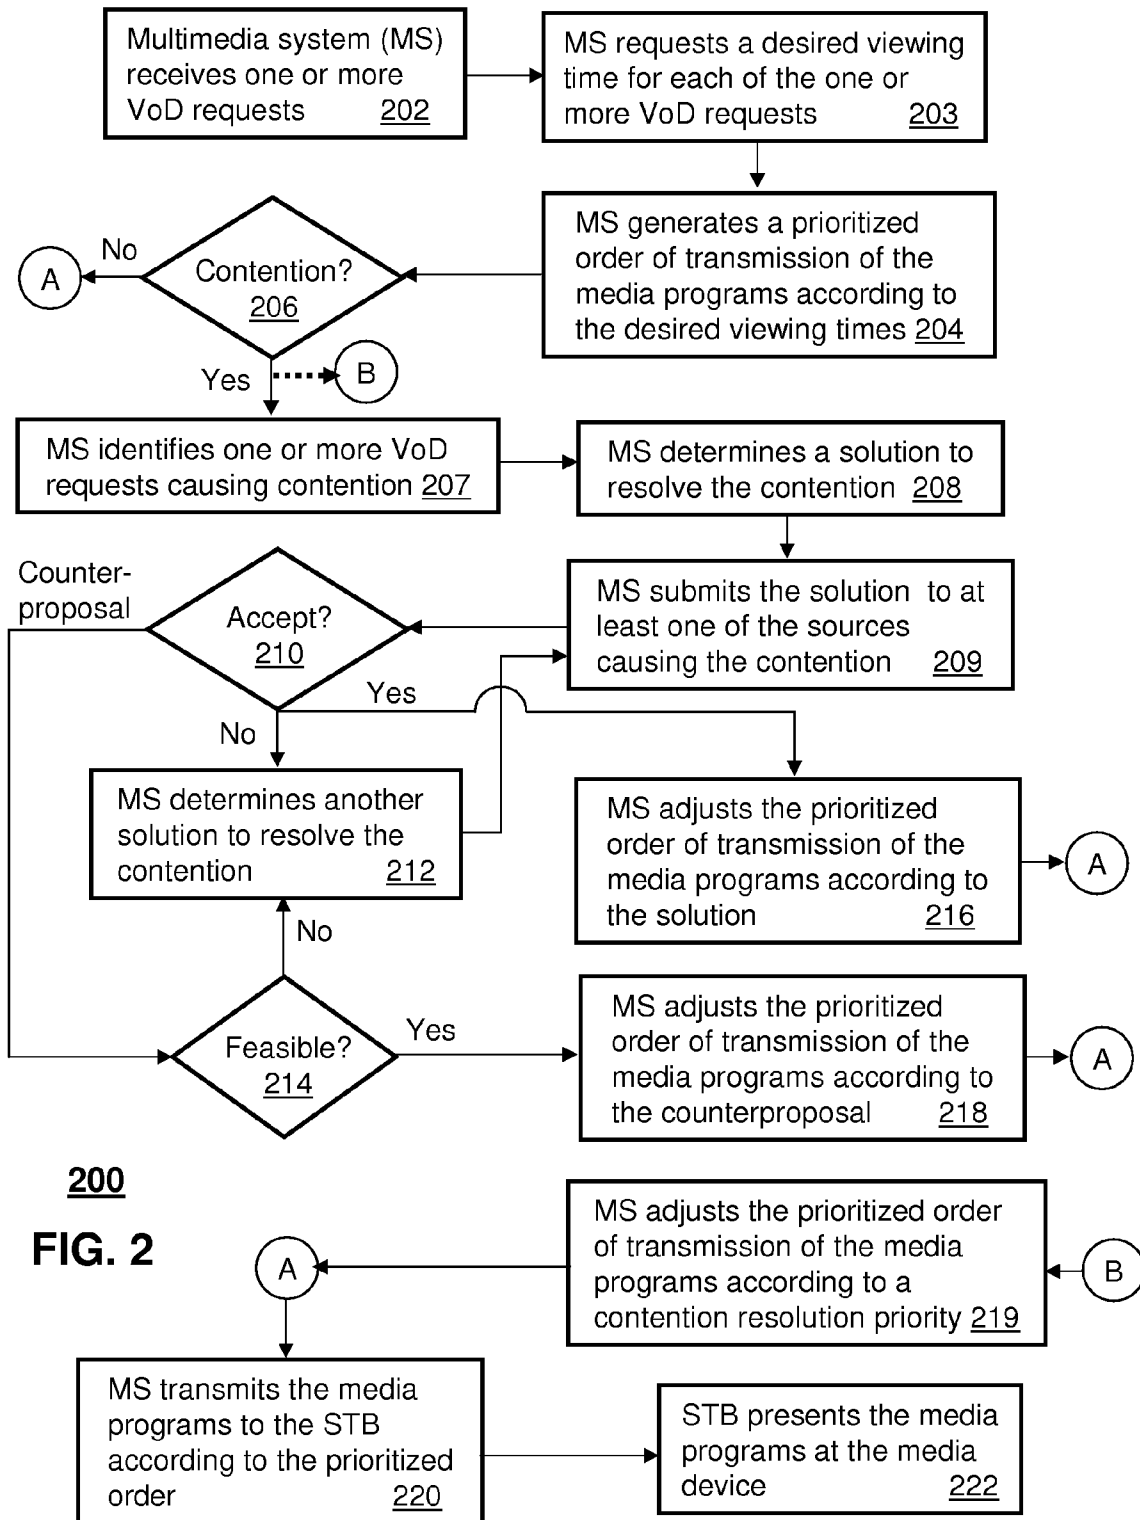 Multimedia system (MS)
receives one or more
VoD requests 202
MS requests a desired viewing
time for each of the one or
more VoD requests 203
MS generates a prioritized
order of transmission of the
media programs according to
the desired viewing times 204
Contention?
206
No
A
Yes
B
MS identifies one or more VoD
requests causing contention 207
MS determines a solution to
resolve the contention 208
MS submits the solution to at
least one of the sources
causing the contention 209
Accept?
210
Counter-
proposal
Yes
No
MS determines another
solution to resolve the
contention 212
MS adjusts the prioritized
order of transmission of the
media programs according to
the solution 216
A
No
Feasible?
214
Yes
MS adjusts the prioritized
order of transmission of the
media programs according to
the counterproposal 218
A
200
FIG. 2
MS adjusts the prioritized order
of transmission of the media
programs according to a
contention resolution priority 219
B
A
MS transmits the media
programs to the STB
according to the prioritized
order 220
STB presents the media
programs at the media
device 222